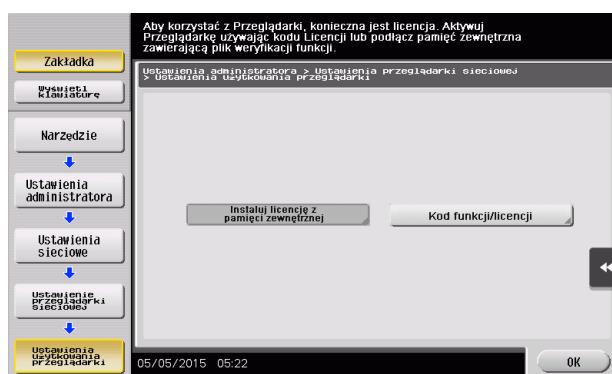 Aby korzystać z Przeglądarki, konieczna jest licencja. Aktywuj
Przeglądarkę używając kodu Licencji lub podłącz pamięć zewnętrzna
zawierającą plik weryfikacji funkcji.
Zakładka
Wyświetl
klawiaturę
Ustawienia administratora > Ustawienia przeglądarki sieciowej
> Ustawienia użytkowania przeglądarki
Narzędzie
Ustawienia
administratora
Ustawienia
sieciowe
Ustawienie
przeglądarki
sieciowej
Ustawienia
użytkowania
przeglądarki
Instaluj licencję z
pamięci zewnętrznej
Kod funkcji/licencji
05/05/2015 05:22
OK